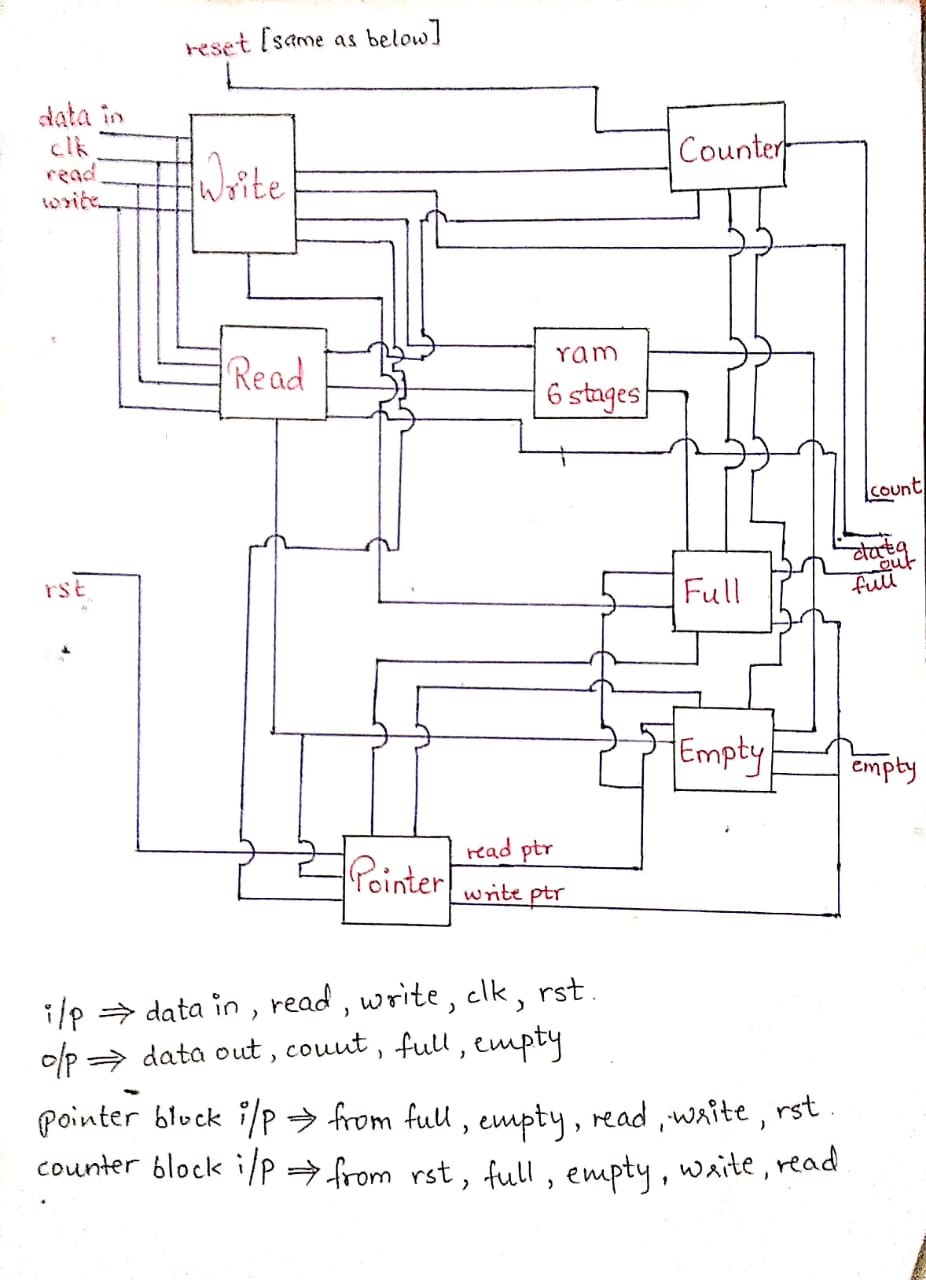 reset [same as below]
data in
clk
read
write
Write
Counter
Read
ram
6 stages
count
data
out
full
rst
Full
Empty
empty
read ptr
Pointer
write ptr
i/p ⇒ data in, read, write, clk, rst.
o/p ⇒ data out, count, full, empty
pointer block i/p ⇒ from full, empty, read, write, rst.
counter block i/p ⇒ from rst, full, empty, write, read